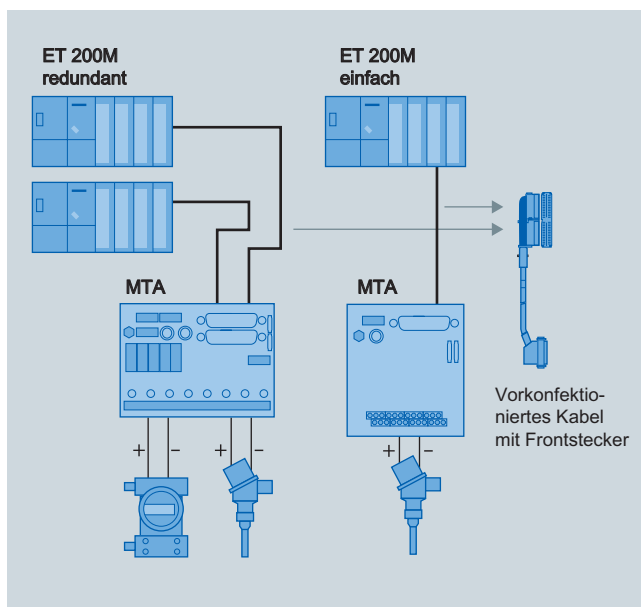 ET 200M
redundant
ET 200M
einfach
MTA
MTA
Vorkonfektio-
niertes Kabel
mit Frontstecker
+ −
+ −
+ −